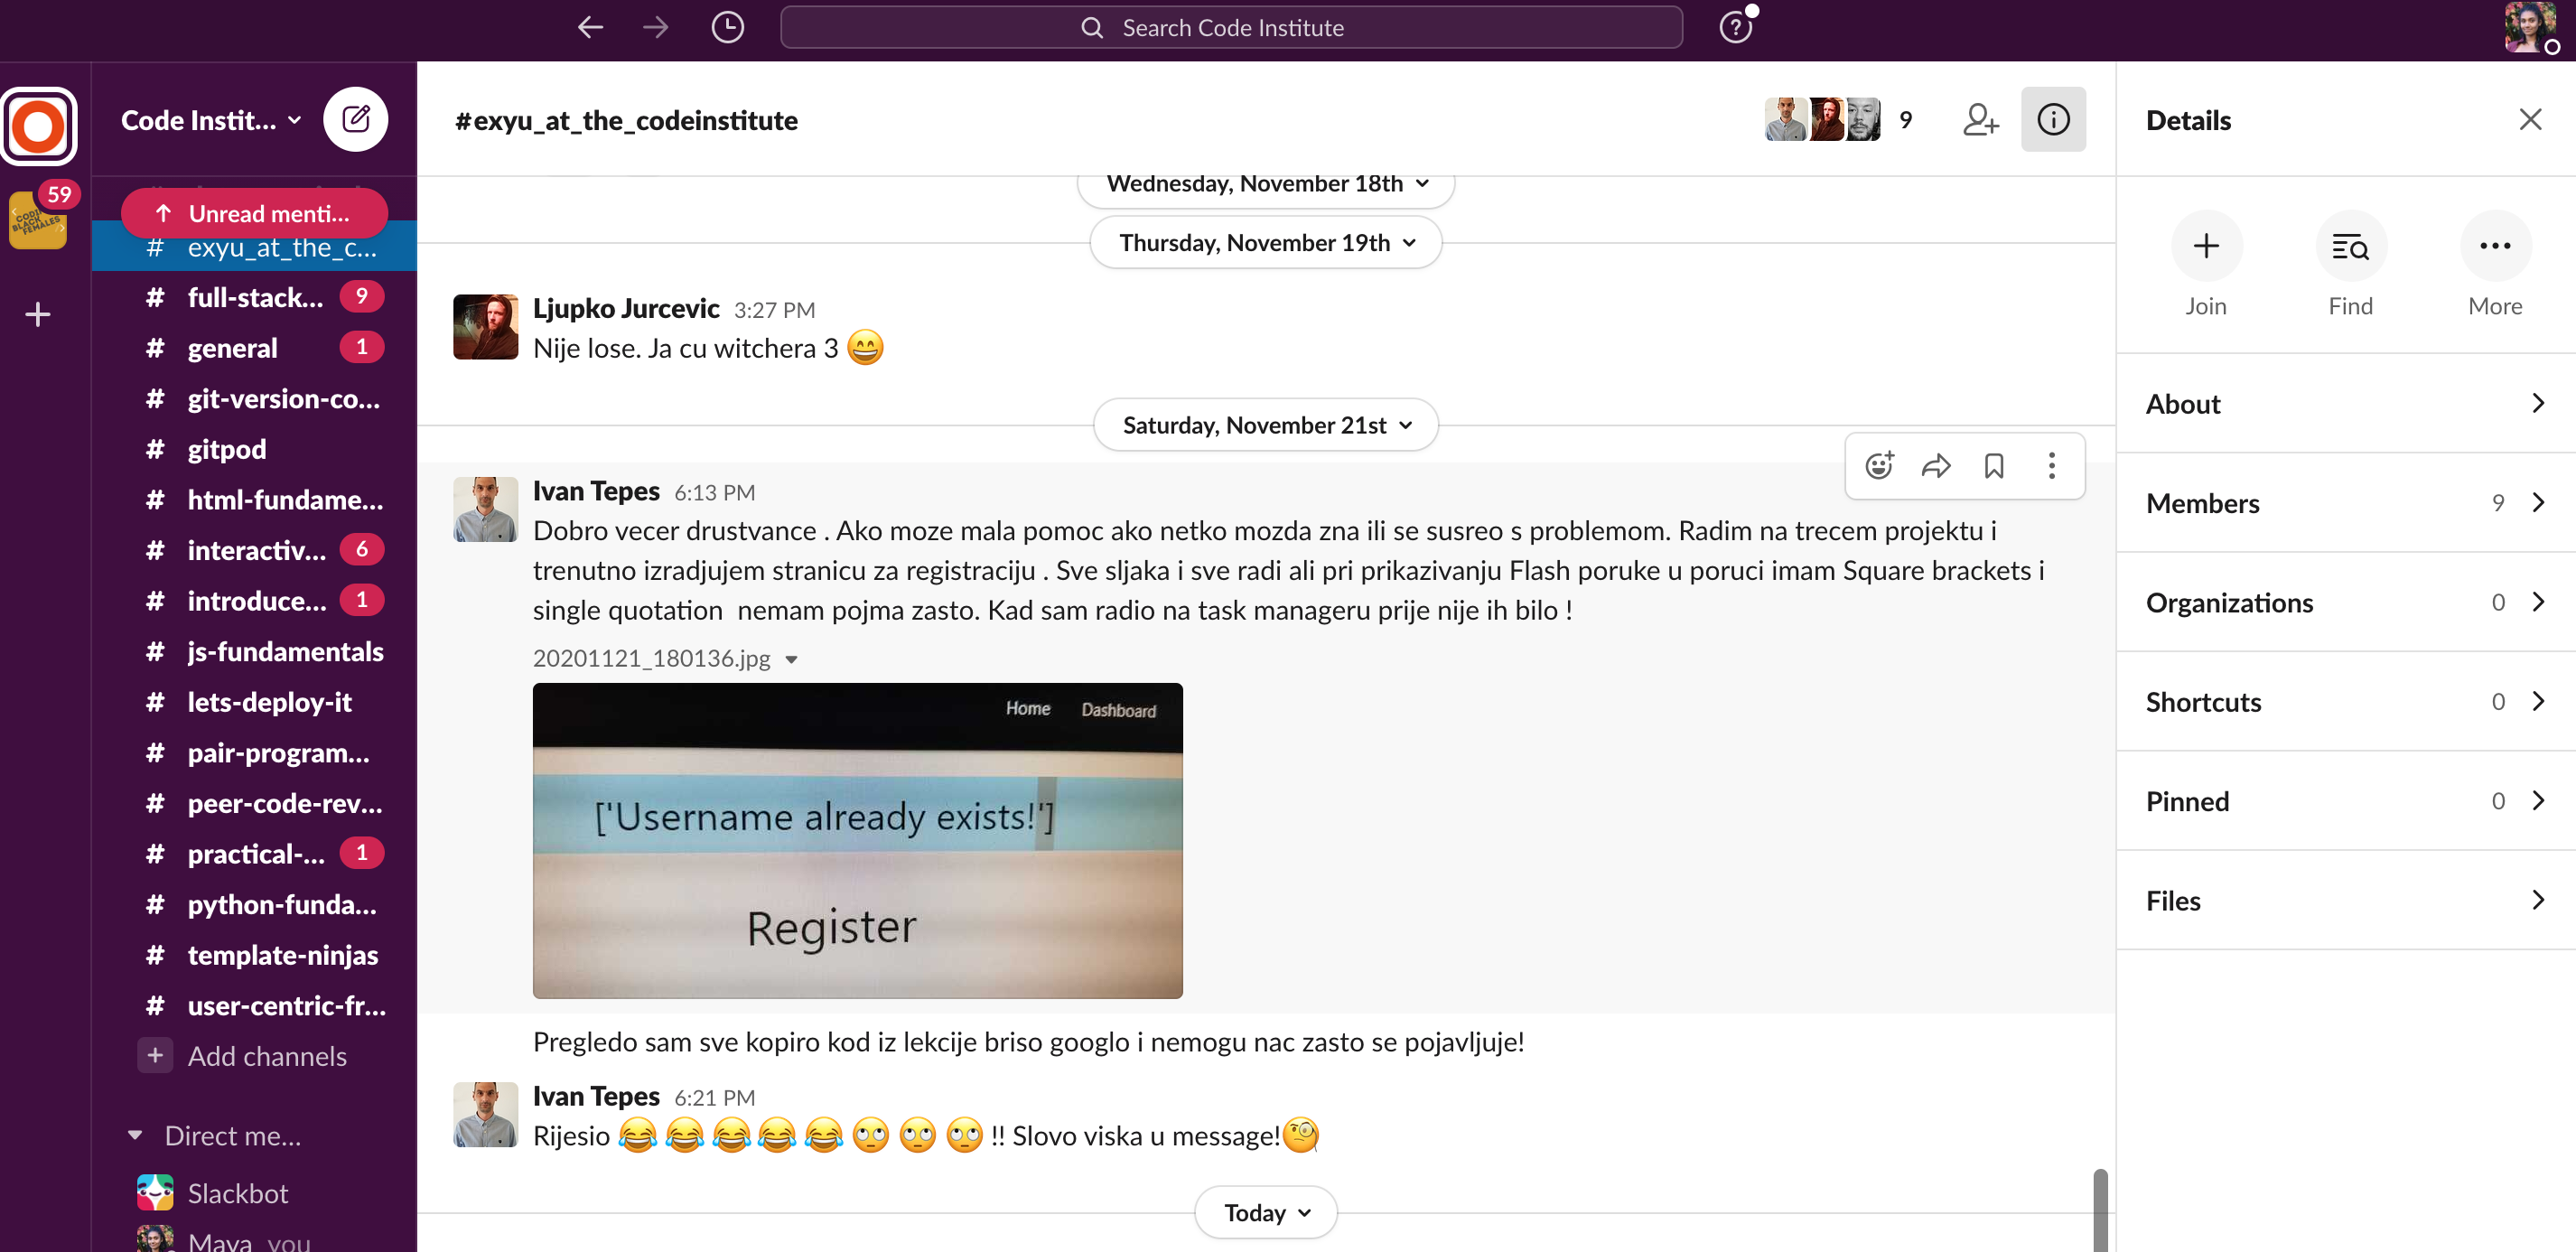 Search Code Institute
Code Instit...
#exyu_at_the_codeinstitute
9
Details
59
CODING
BLACK
FEMALES
Unread menti...
# exyu_at_the_c...
# full-stack... 9
# general 1
# git-version-co...
# gitpod
# html-fundame...
# interactiv... 6
# introduce... 1
# js-fundamentals
# lets-deploy-it
# pair-program...
# peer-code-rev...
# practical-... 1
# python-funda...
# template-ninjas
# user-centric-fr...
+ Add channels
Direct me...
Slackbot
Maya you
Wednesday, November 18th
Thursday, November 19th
Ljupko Jurcevic 3:27 PM
Nije lose. Ja cu witchera 3 😄
Saturday, November 21st
Ivan Tepes 6:13 PM
Dobro vecer drustvance . Ako moze mala pomoc ako netko mozda zna ili se susreo s problemom. Radim na trecem projektu i
trenutno izradjujem stranicu za registraciju . Sve sljaka i sve radi ali pri prikazivanju Flash poruke u poruci imam Square brackets i
single quotation nemam pojma zasto. Kad sam radio na task manageru prije nije ih bilo !
20201121_180136.jpg
Home Dashboard
['Username already exists!']
Register
Pregledo sam sve kopiro kod iz lekcije briso googlo i nemogu nac zasto se pojavljuje!
Ivan Tepes 6:21 PM
Rijesio 😂 😂 😂 😂 😂 🙄 🙄 🙄 !! Slovo viska u message!🧐
Today
Join
Find
More
About
Members 9
Organizations 0
Shortcuts 0
Pinned 0
Files